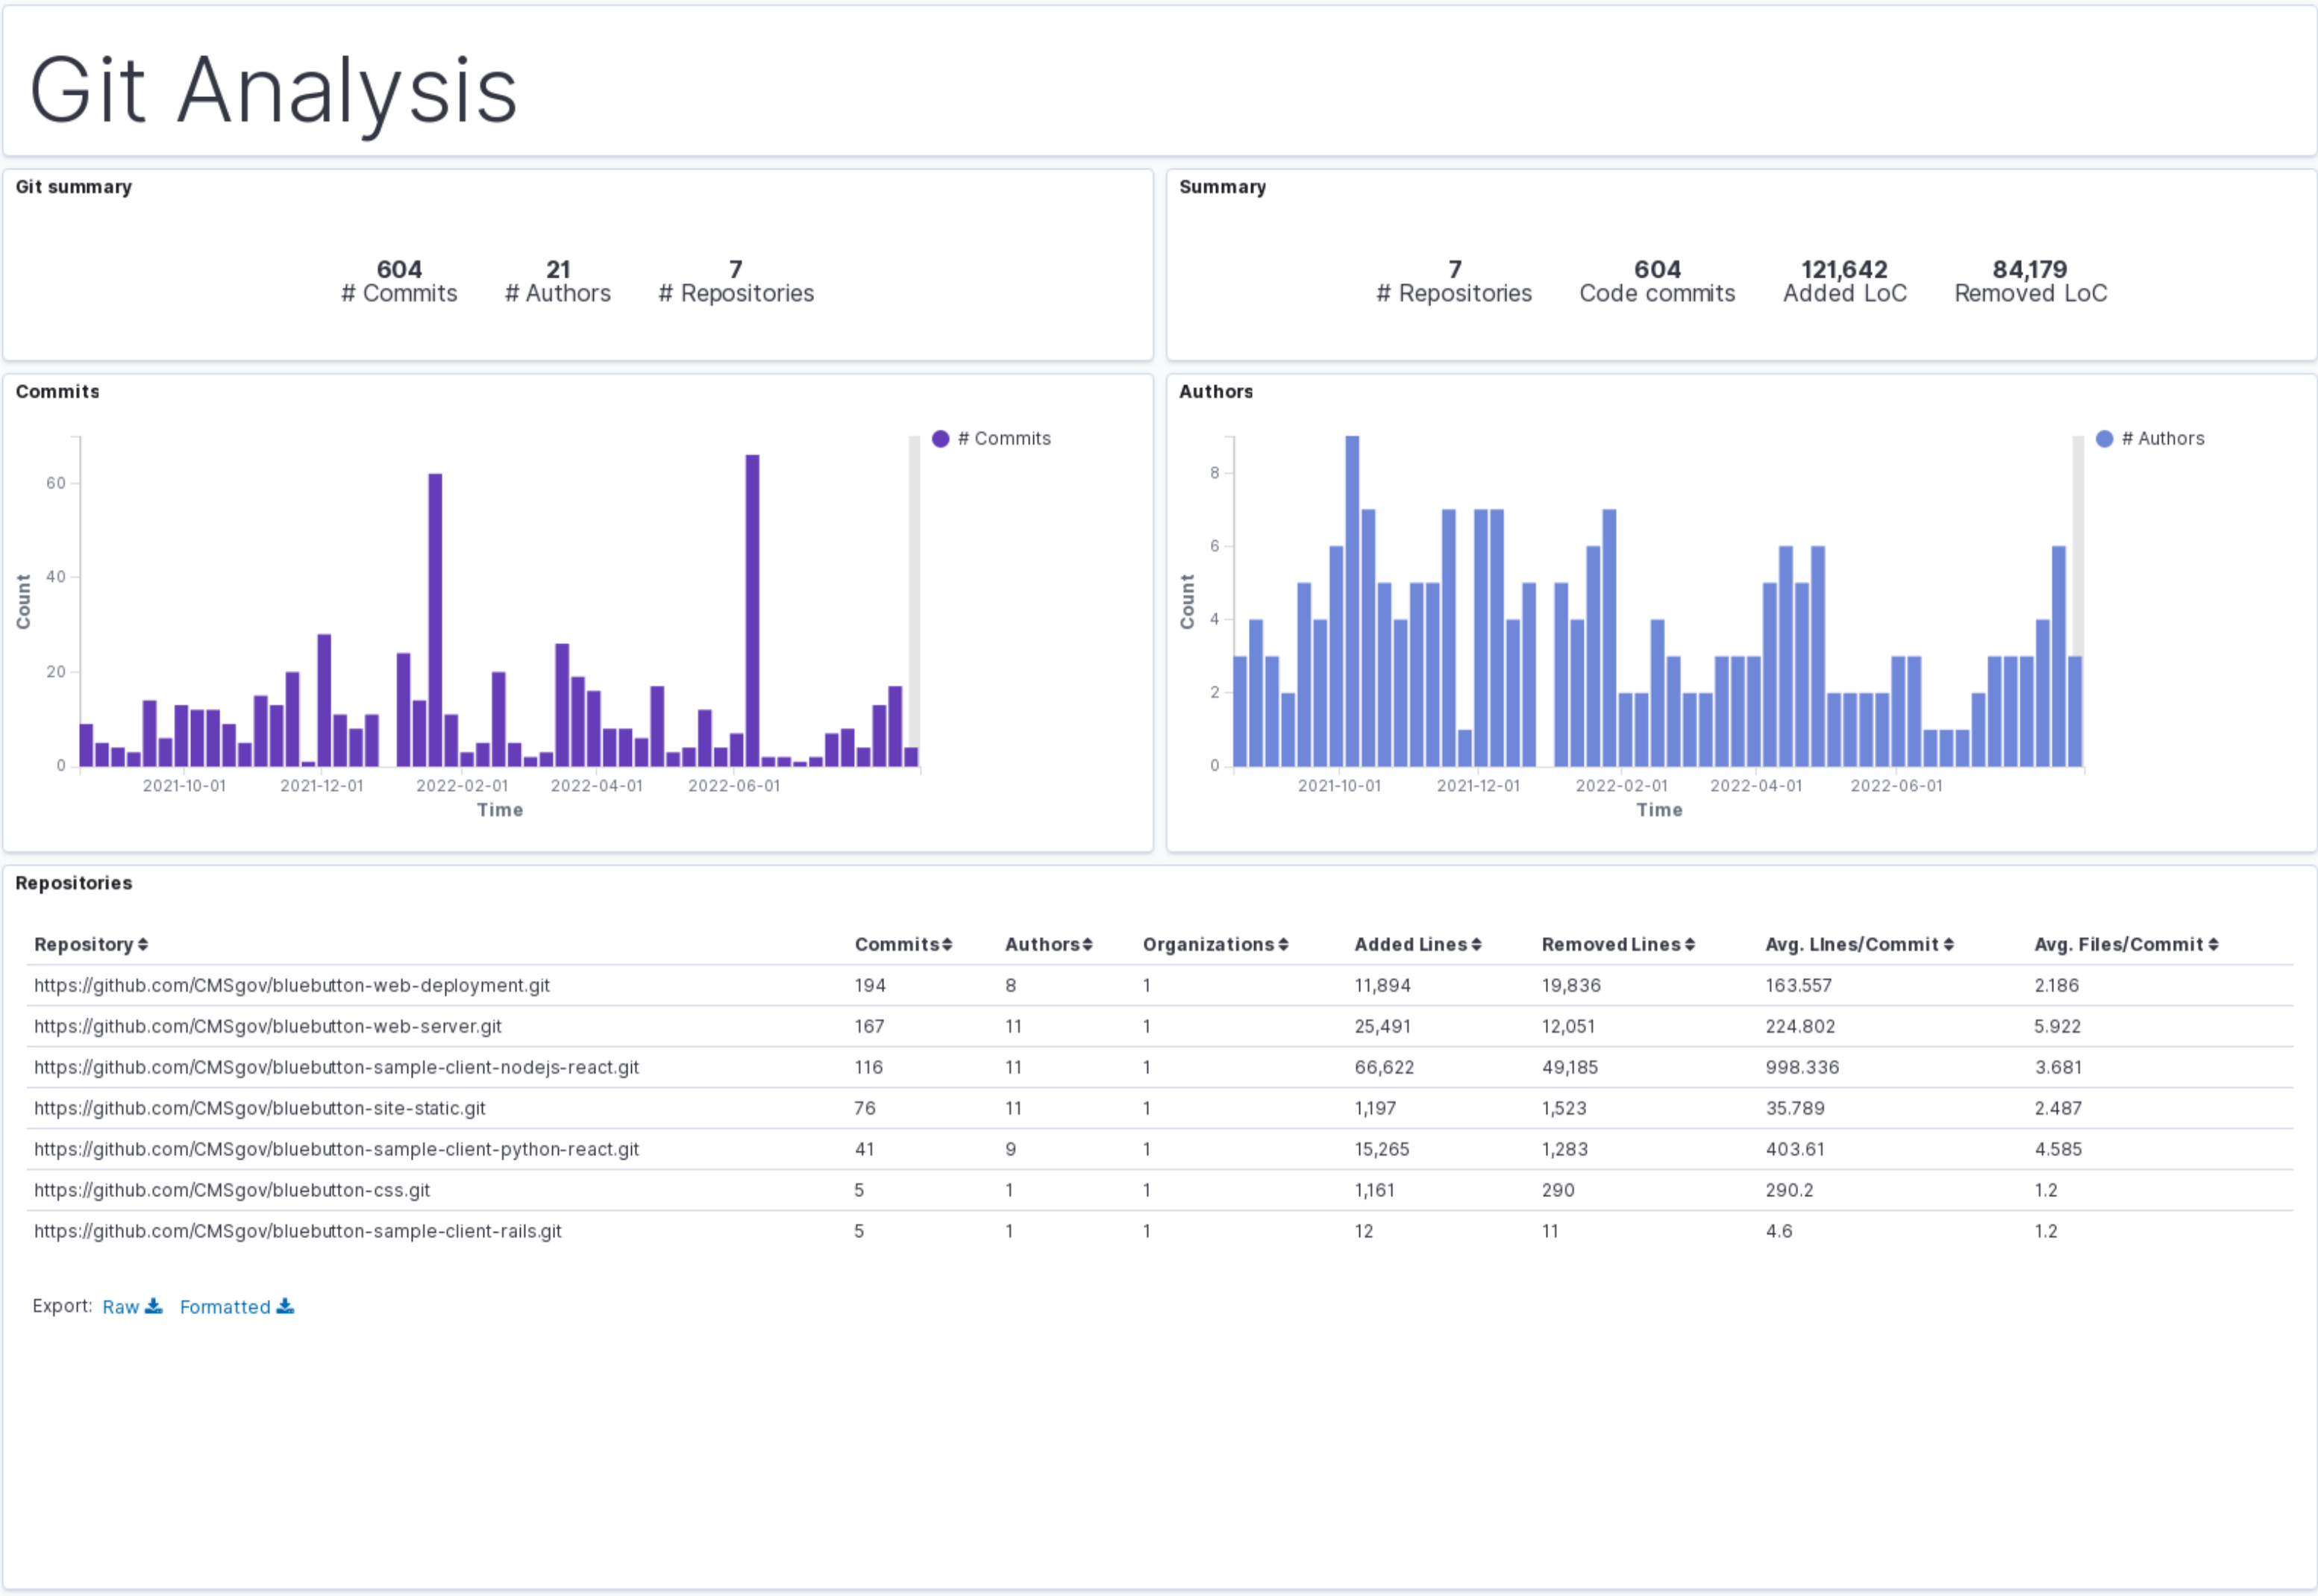 Git Analysis
Git summary
604 21 7
# Commits # Authors # Repositories
Summary
7 604 121,642 84,179
# Repositories Code commits Added LoC Removed LoC
Commits
# Commits
60
40
20
0
Count
2021-10-01 2021-12-01 2022-02-01 2022-04-01 2022-06-01
Time
Authors
# Authors
8
6
4
2
0
Count
2021-10-01 2021-12-01 2022-02-01 2022-04-01 2022-06-01
Time
Repositories
Repository Commits Authors Organizations Added Lines Removed Lines Avg. LInes/Commit Avg. Files/Commit
https://github.com/CMSgov/bluebutton-web-deployment.git 194 8 1 11,894 19,836 163.557 2.186
https://github.com/CMSgov/bluebutton-web-server.git 167 11 1 25,491 12,051 224.802 5.922
https://github.com/CMSgov/bluebutton-sample-client-nodejs-react.git 116 11 1 66,622 49,185 998.336 3.681
https://github.com/CMSgov/bluebutton-site-static.git 76 11 1 1,197 1,523 35.789 2.487
https://github.com/CMSgov/bluebutton-sample-client-python-react.git 41 9 1 15,265 1,283 403.61 4.585
https://github.com/CMSgov/bluebutton-css.git 5 1 1 1,161 290 290.2 1.2
https://github.com/CMSgov/bluebutton-sample-client-rails.git 5 1 1 12 11 4.6 1.2
Export: Raw Formatted